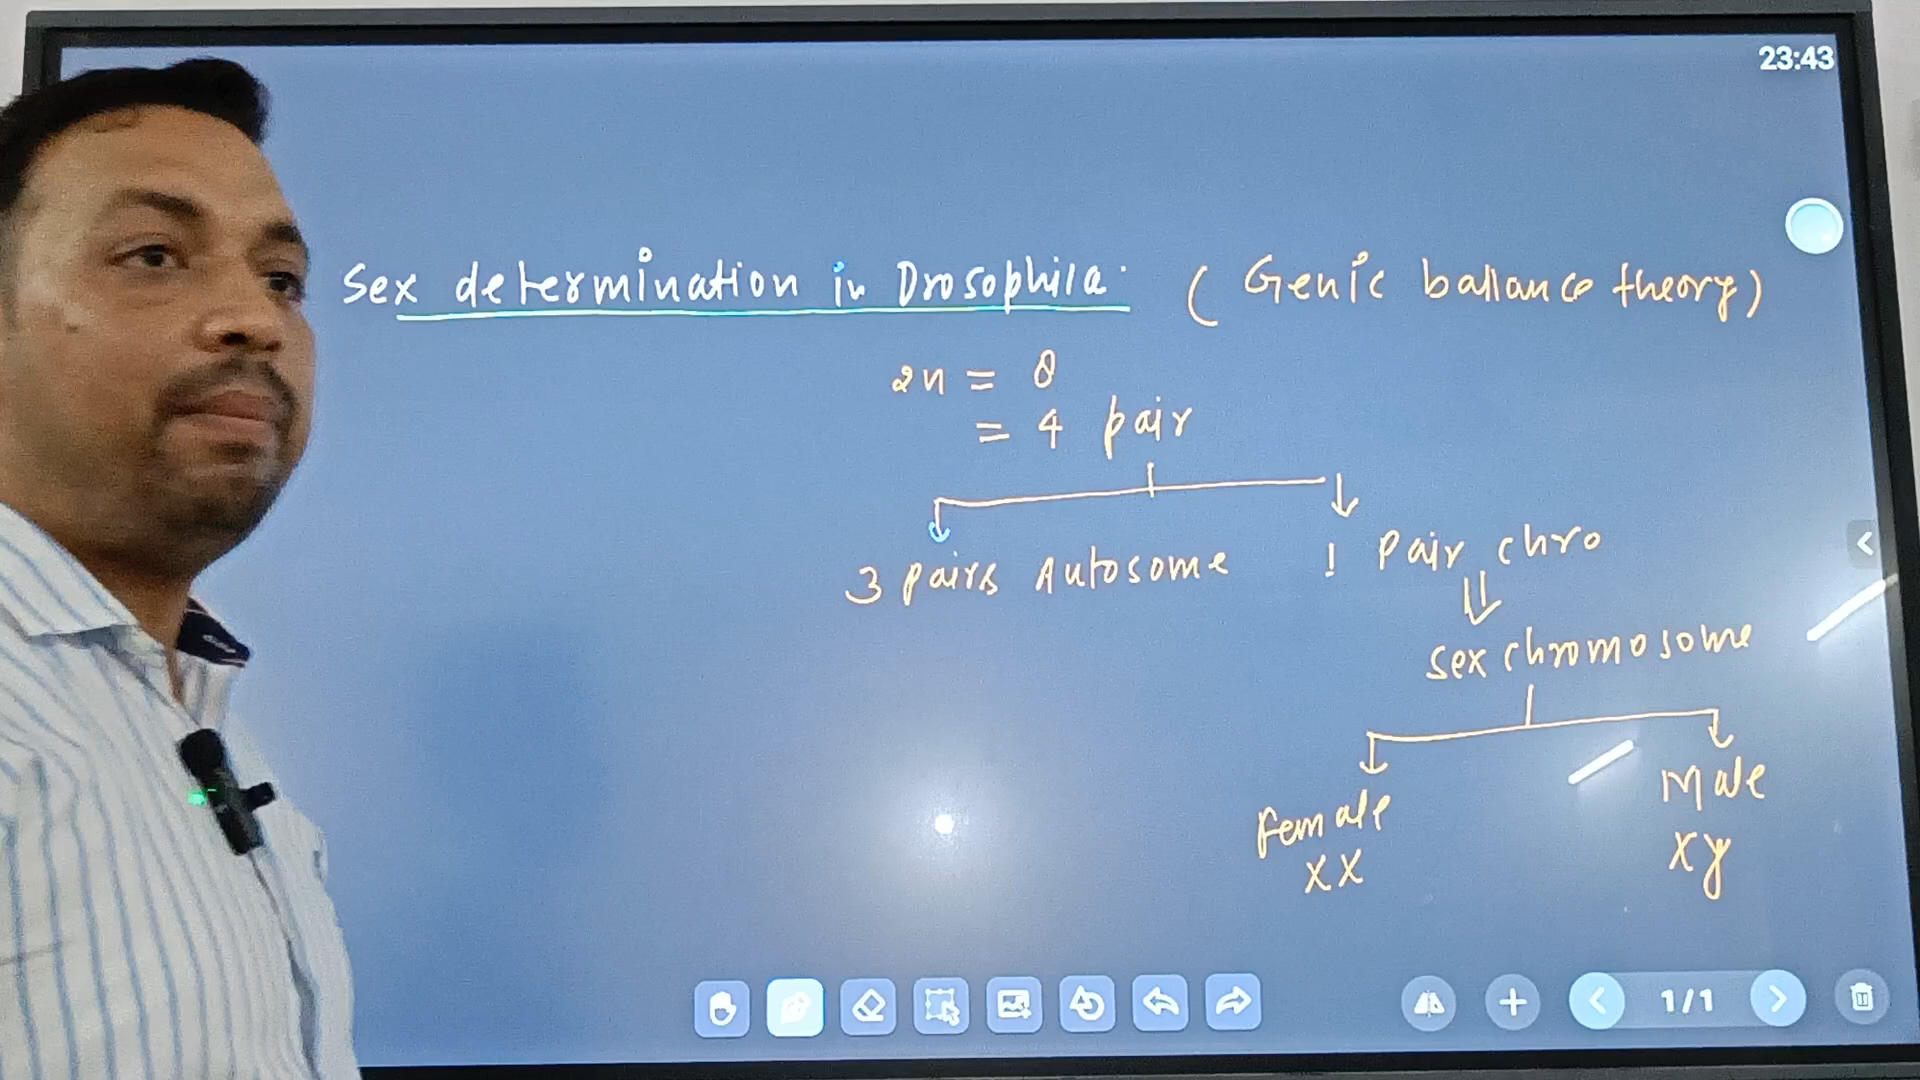 23:43
Sex determination in Drosophila. ( Genic ballance theory)
2n = 8
= 4 pair
3 pairs Autosome
1 pair chro
sex chromosome
Female
XX
Male
xy
1/1